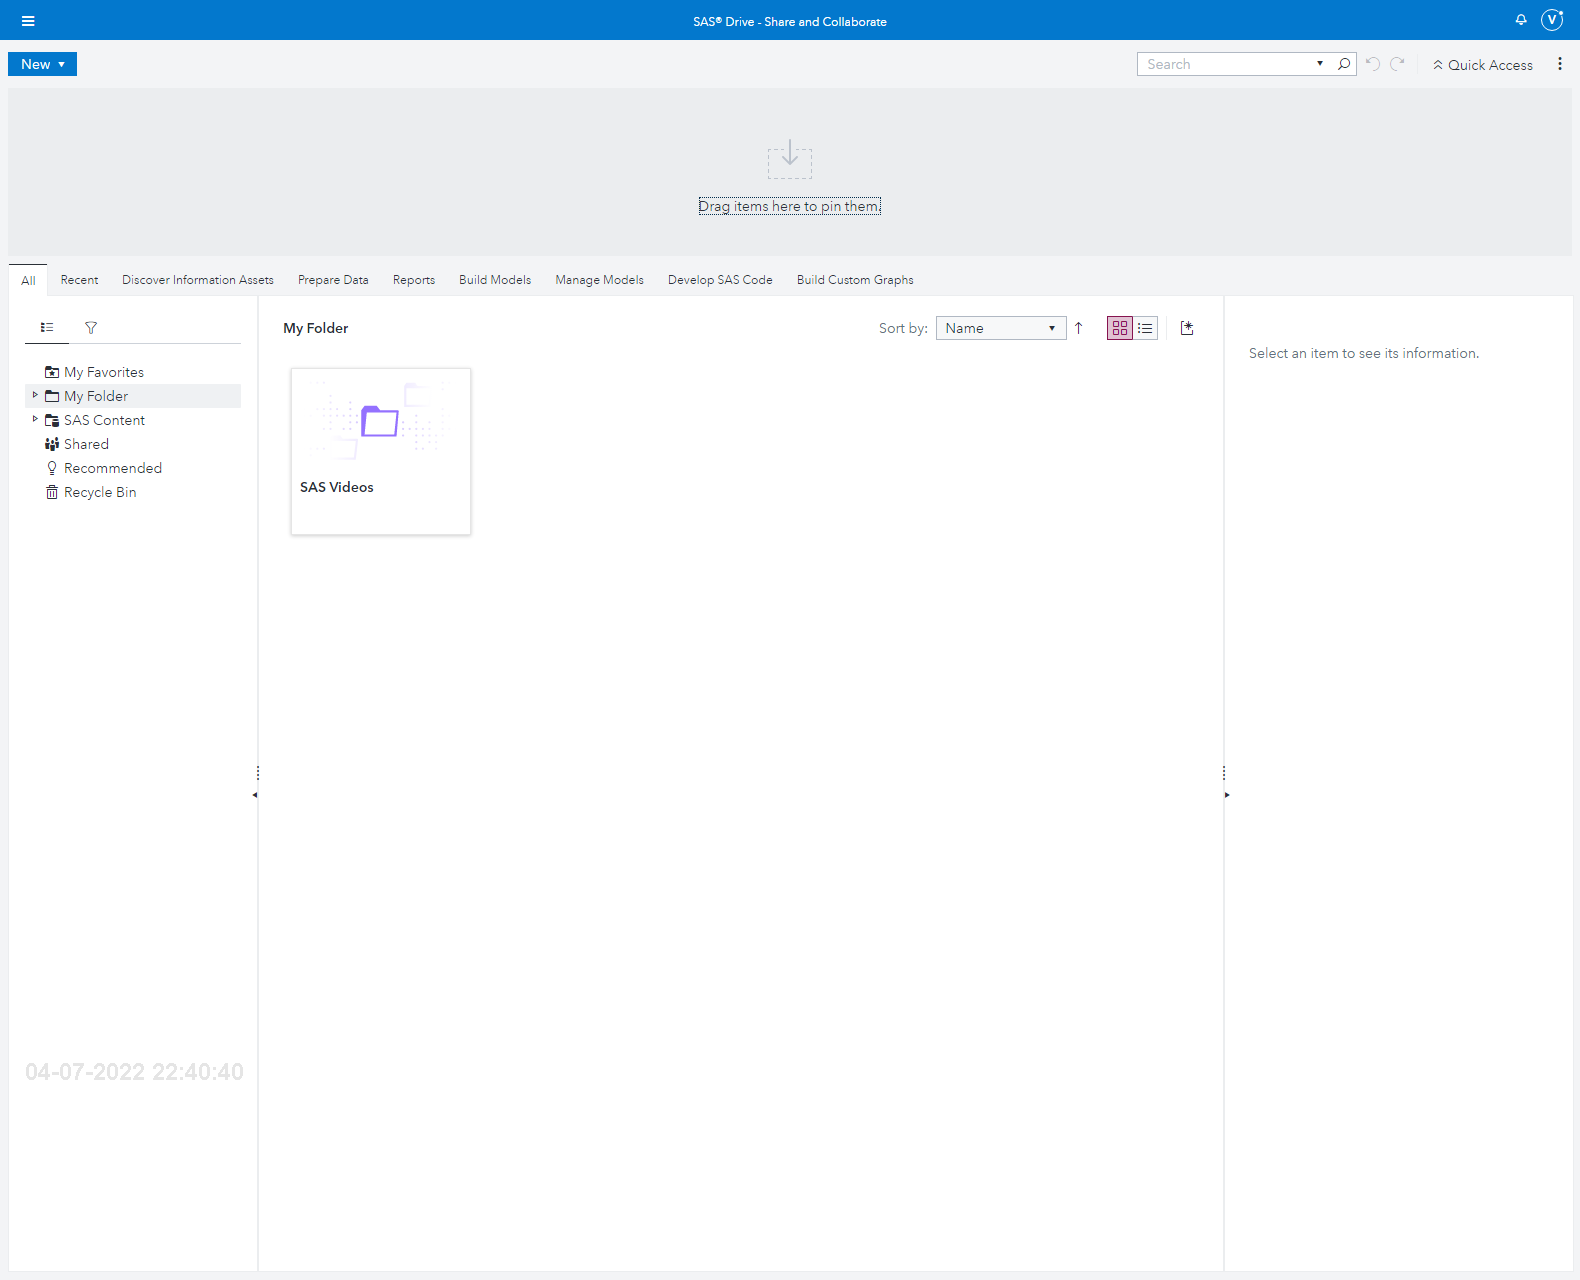 SAS® Drive - Share and Collaborate
V
New
Search
Quick Access
Drag items here to pin them.
All
Recent
Discover Information Assets
Prepare Data
Reports
Build Models
Manage Models
Develop SAS Code
Build Custom Graphs
My Folder
Sort by:
Name
Select an item to see its information.
My Favorites
My Folder
SAS Content
Shared
Recommended
Recycle Bin
SAS Videos
04-07-2022 22:40:40